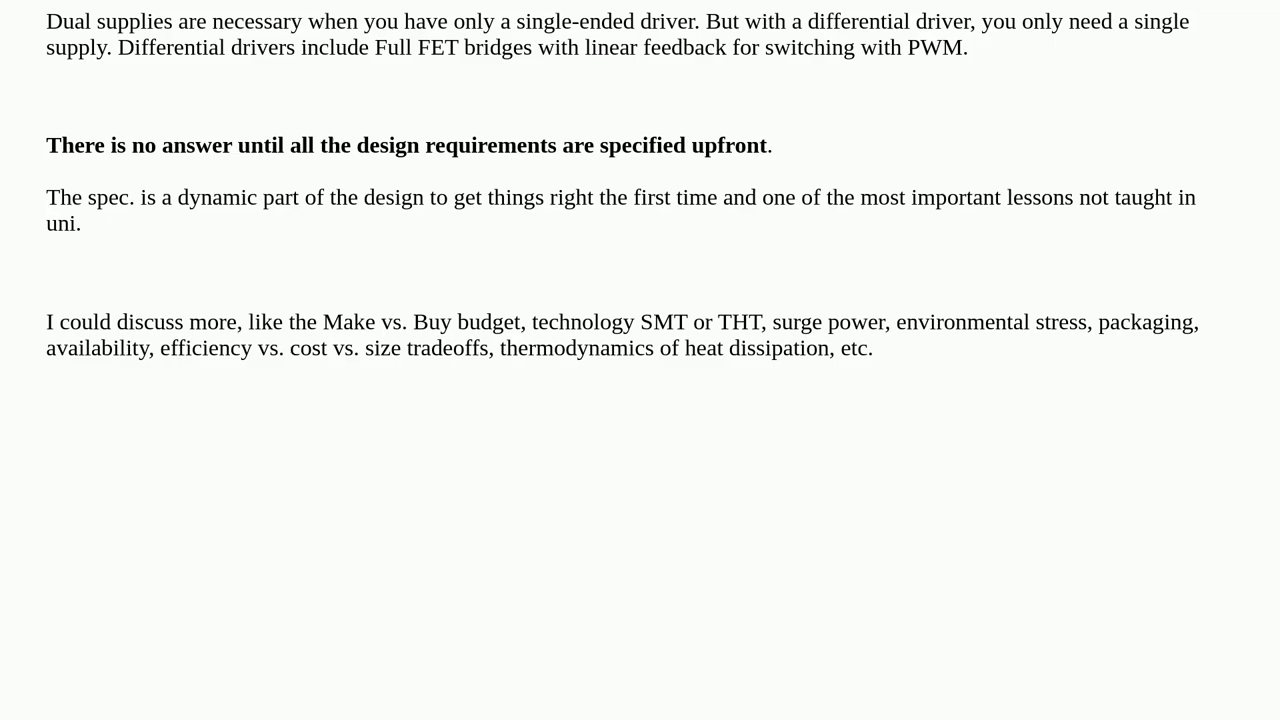 Dual supplies are necessary when you have only a single-ended driver. But with a differential driver, you only need a single
supply. Differential drivers include Full FET bridges with linear feedback for switching with PWM.
There is no answer until all the design requirements are specified upfront.
The spec. is a dynamic part of the design to get things right the first time and one of the most important lessons not taught in
uni.
I could discuss more, like the Make vs. Buy budget, technology SMT or THT, surge power, environmental stress, packaging,
availability, efficiency vs. cost vs. size tradeoffs, thermodynamics of heat dissipation, etc.